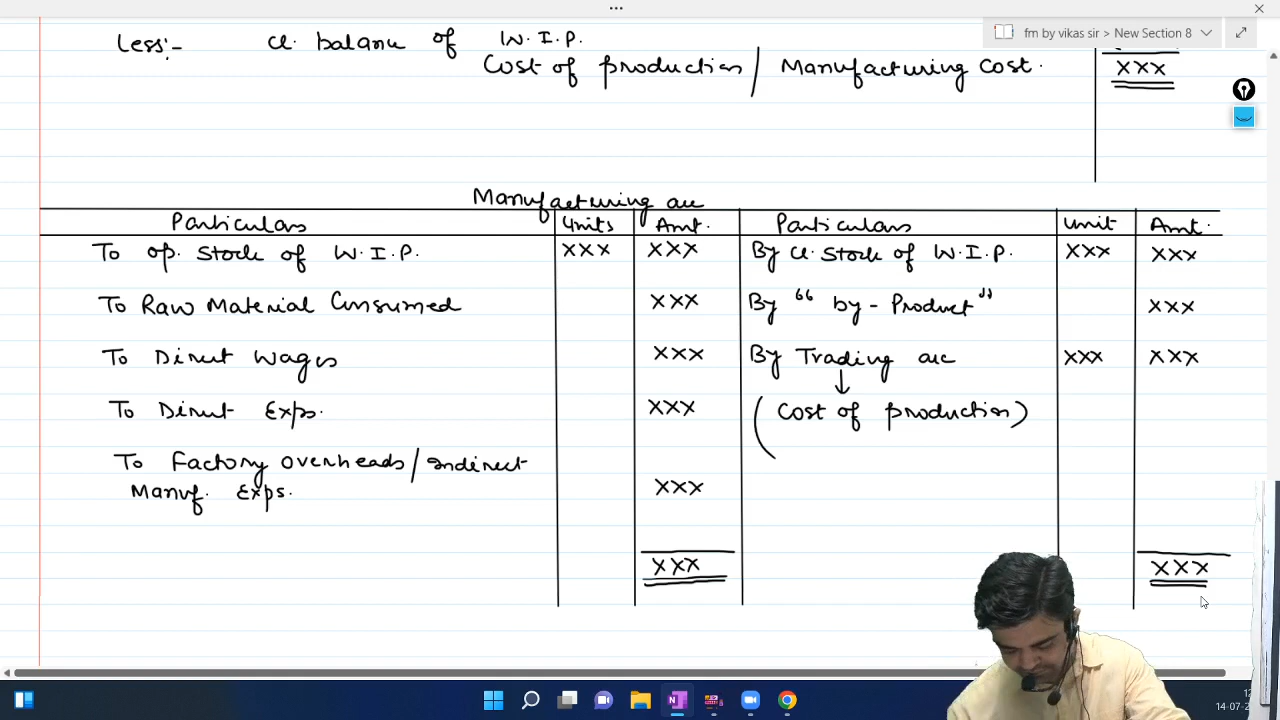 ...
fm by vikas sir > New Section 8
Less:- Cl. balance of W.I.P.
Cost of production / Manufacturing Cost. XXX
Manufacturing a/c
Particulars Units Amt. Particulars Unit Amt.
To op. Stock of W.I.P. XXX XXX By Cl. Stock of W.I.P. XXX XXX
To Raw Material Consumed XXX By “ by-Product” XXX
To Direct Wages XXX By Trading a/c XXX XXX
To Direct Exps. XXX (Cost of production)
To Factory overheads / Indirect
Manuf. Exps. XXX
XXX XXX